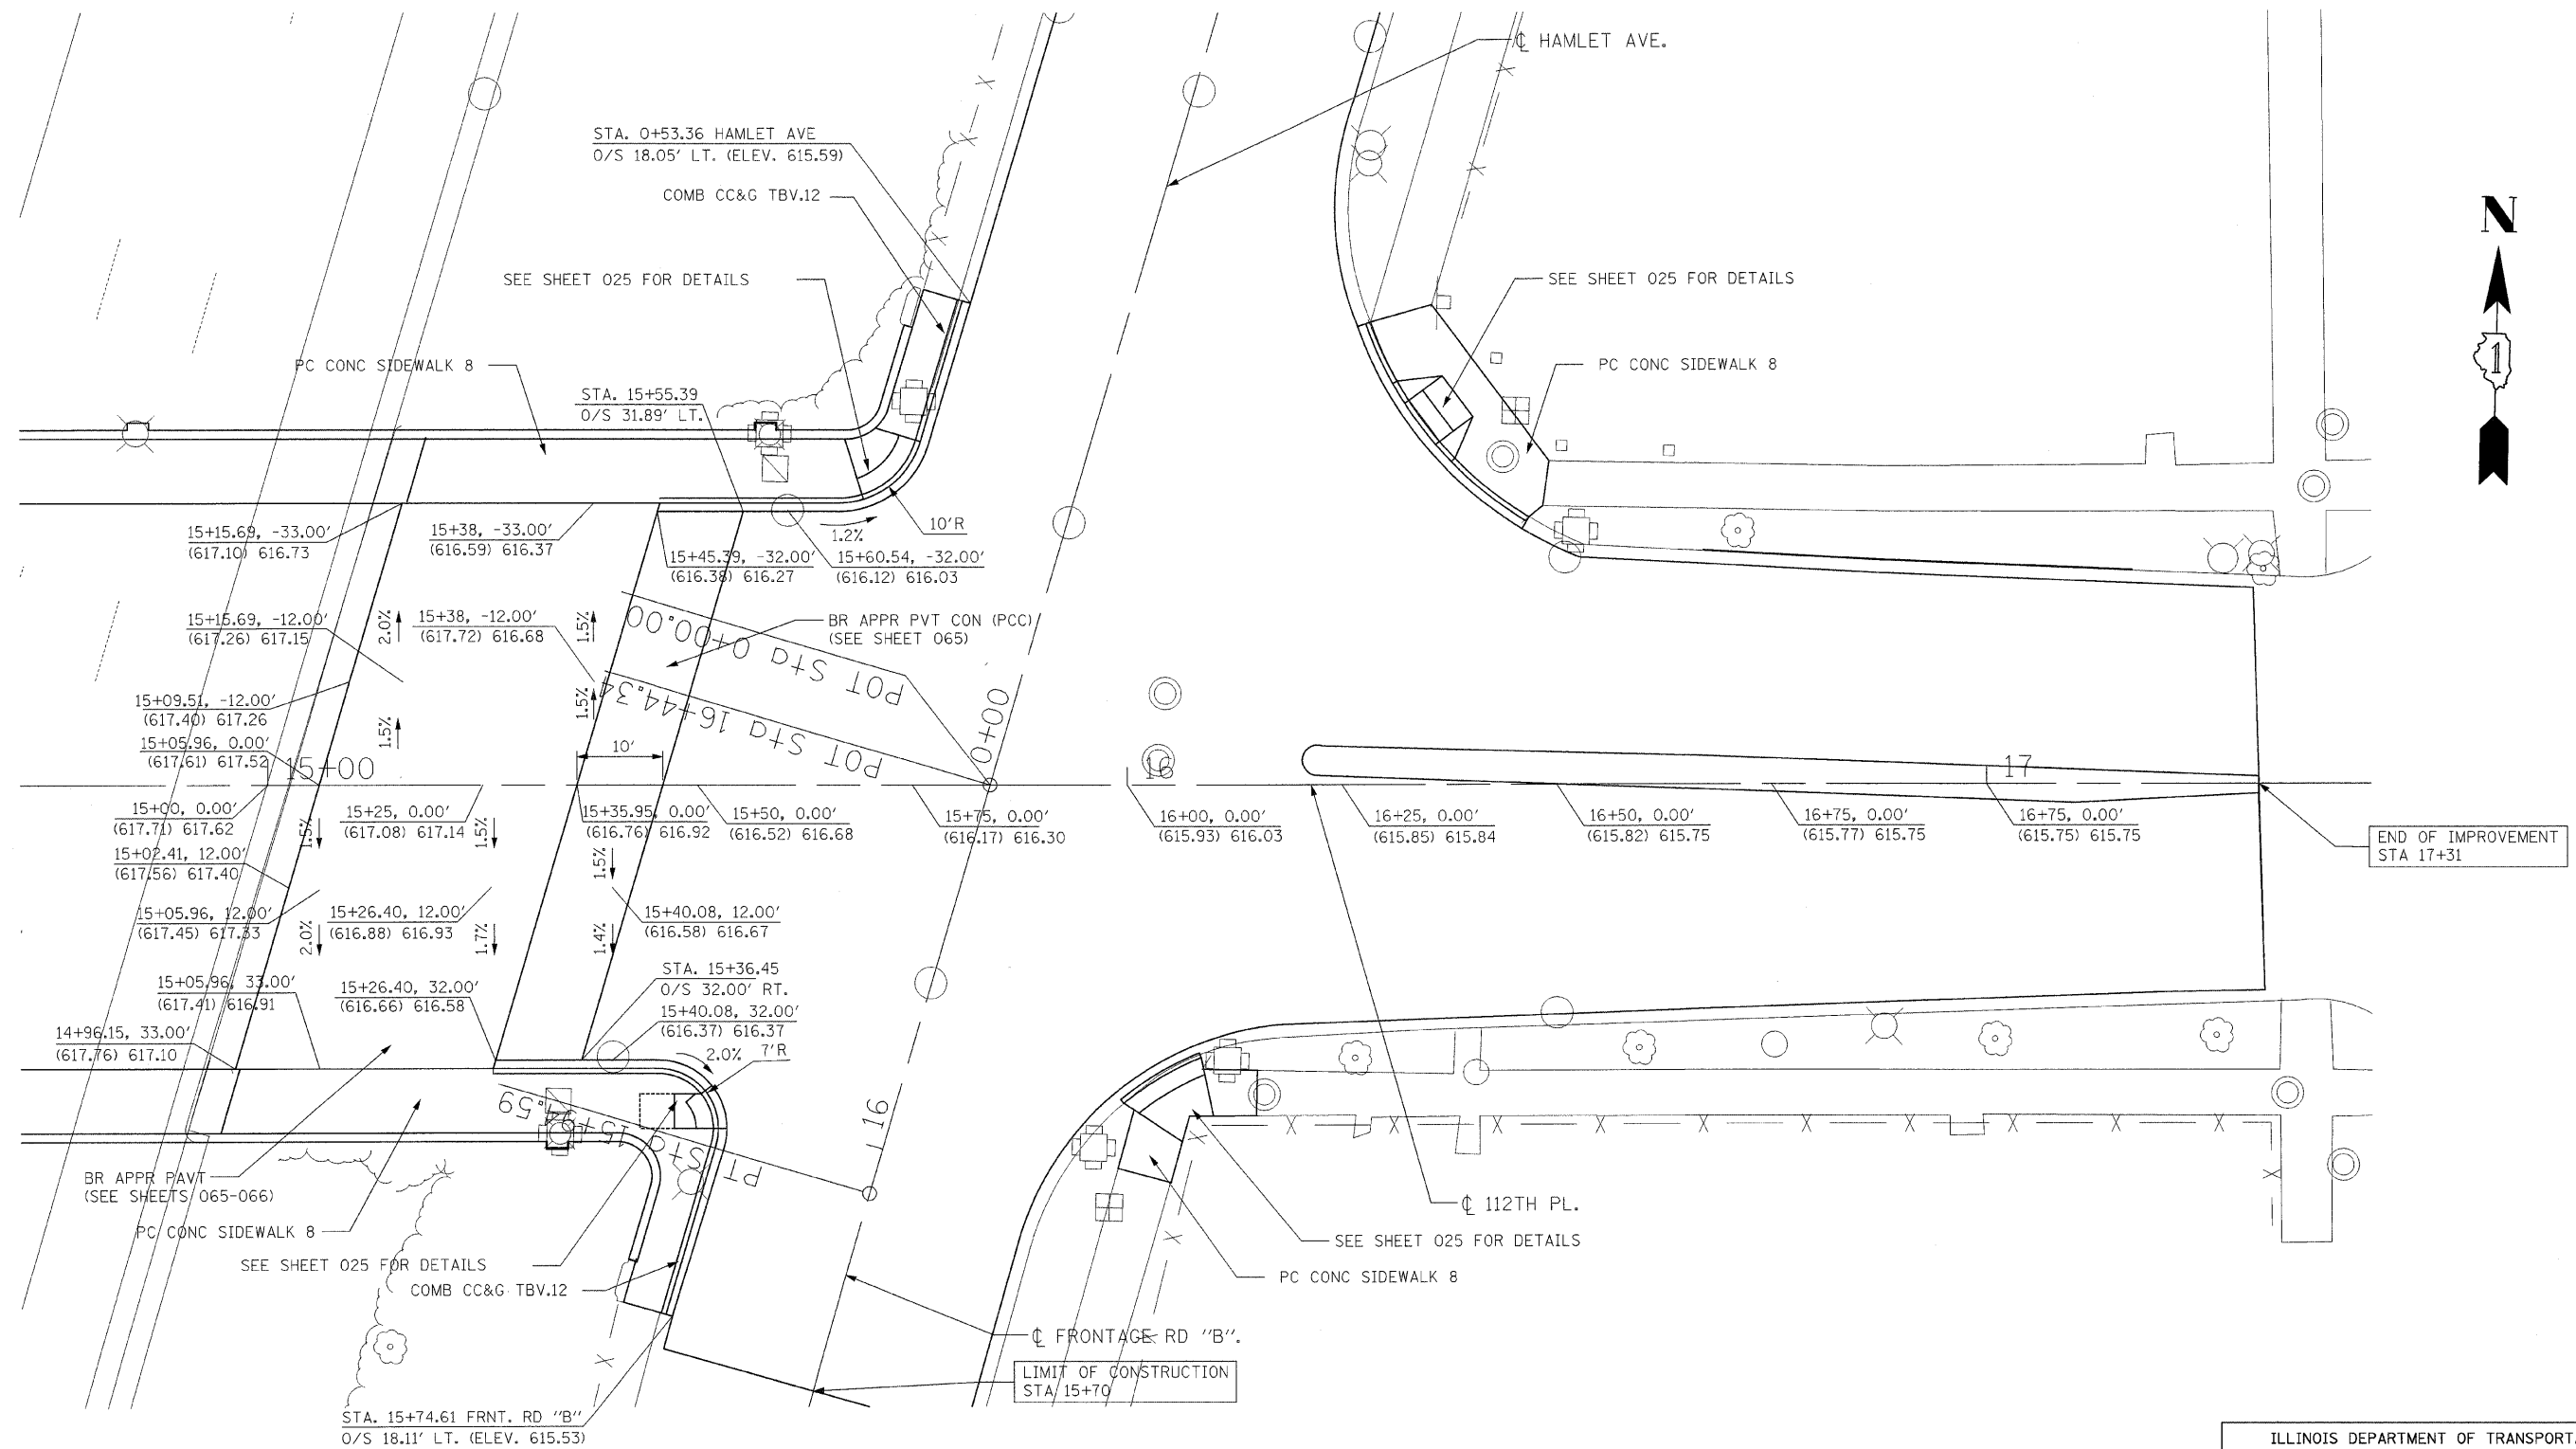 ℄ HAMLET AVE.
STA. 0+53.36 HAMLET AVE
O/S 18.05' LT. (ELEV. 615.59)
COMB CC&G TBV.12
SEE SHEET 025 FOR DETAILS
SEE SHEET 025 FOR DETAILS
N
1
PC CONC SIDEWALK 8
PC CONC SIDEWALK 8
STA. 15+55.39
O/S 31.89' LT.
15+15.69, -33.00'
(617.10) 616.73
15+38, -33.00'
(616.59) 616.37
10'R
1.2%
15+45.39, -32.00'
(616.38) 616.27
15+60.54, -32.00'
(616.12) 616.03
15+15.69, -12.00'
(617.26) 617.15
2.0%
15+38, -12.00'
(617.72) 616.68
1.5%
BR APPR PVT CON (PCC)
(SEE SHEET 065)
POT Sta 0+00.00
POT Sta 16+44.34
0+00
15+09.51, -12.00'
(617.40) 617.26
1.5%
1.5%
15+05.96, 0.00'
(617.61) 617.52
15+00
10'
16
17
15+00, 0.00'
(617.71) 617.62
1.5%
15+25, 0.00'
(617.08) 617.14
1.5%
15+35.95, 0.00'
(616.76) 616.92
15+50, 0.00'
(616.52) 616.68
15+75, 0.00'
(616.17) 616.30
16+00, 0.00'
(615.93) 616.03
16+25, 0.00'
(615.85) 615.84
16+50, 0.00'
(615.82) 615.75
16+75, 0.00'
(615.77) 615.75
16+75, 0.00'
(615.75) 615.75
END OF IMPROVEMENT
STA 17+31
15+02.41, 12.00'
(617.56) 617.40
1.5%
15+05.96, 12.00'
(617.45) 617.33
2.0%
15+26.40, 12.00'
(616.88) 616.93
1.7%
15+40.08, 12.00'
(616.58) 616.67
1.4%
STA. 15+36.45
O/S 32.00' RT.
15+05.96, 33.00'
(617.41) 616.91
15+26.40, 32.00'
(616.66) 616.58
15+40.08, 32.00'
(616.37) 616.37
14+96.15, 33.00'
(617.76) 617.10
2.0%
7'R
PT Sta 15+94.59
16
BR APPR PAVT
(SEE SHEETS 065-066)
PC CONC SIDEWALK 8
℄ 112TH PL.
SEE SHEET 025 FOR DETAILS
SEE SHEET 025 FOR DETAILS
COMB CC&G TBV.12
PC CONC SIDEWALK 8
℄ FRONTAGE RD "B".
LIMIT OF CONSTRUCTION
STA 15+70
STA. 15+74.61 FRNT. RD "B"
O/S 18.11' LT. (ELEV. 615.53)
ILLINOIS DEPARTMENT OF TRANSPORT